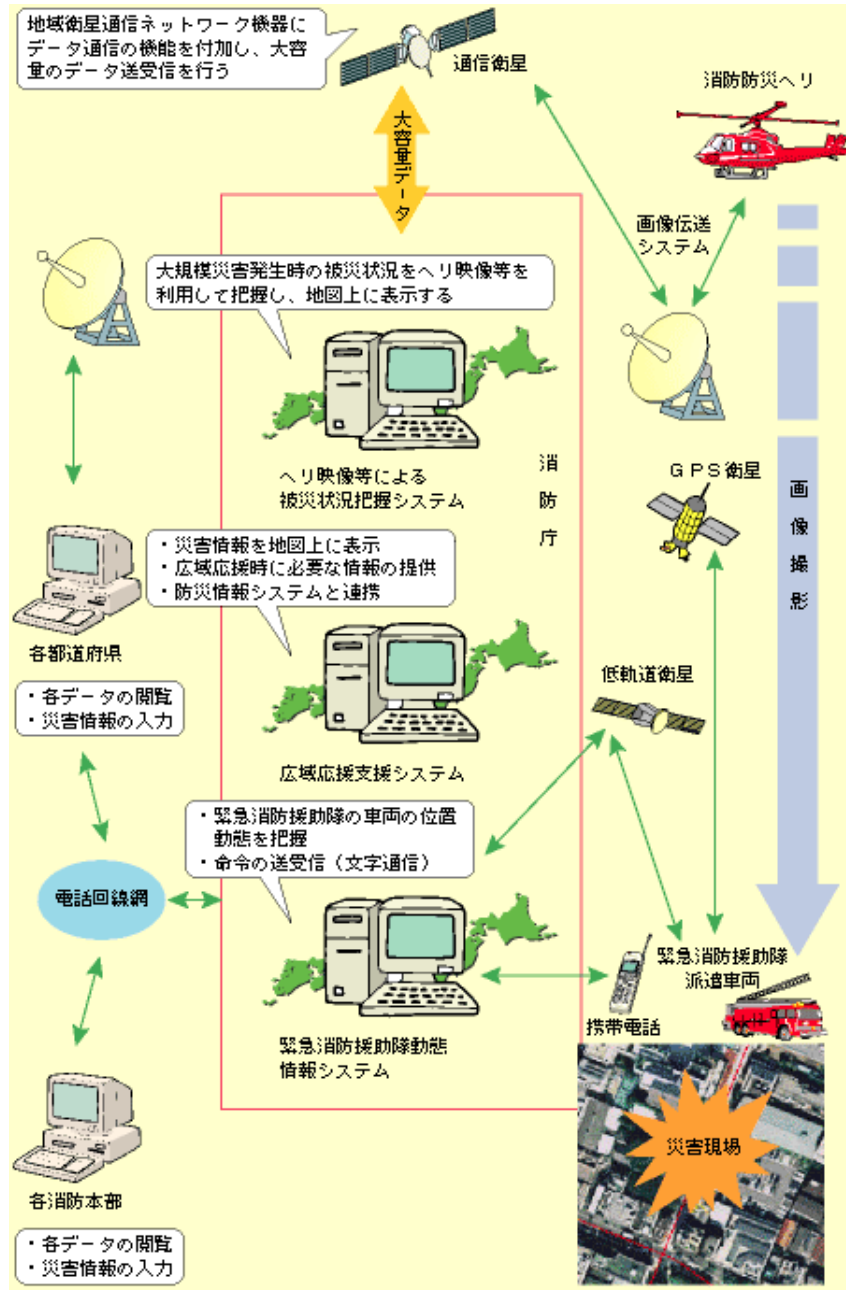 地域衛星通信ネットワーク機器に
データ通信の機能を付加し、大容
量のデータ送受信を行う
通信衛星
消防防災ヘリ
大容量データ
画像伝送
システム
大規模災害発生時の被災状況をヘリ映像等を
利用して把握し、地図上に表示する
ヘリ映像等による
被災状況把握システム
消防庁
GPS衛星
画像撮影
・災害情報を地図上に表示
・広域応援時に必要な情報の提供
・防災情報システムと連携
各都道府県
・各データの閲覧
・災害情報の入力
低軌道衛星
広域応援支援システム
・緊急消防援助隊の車両の位置
動態を把握
・命令の送受信（文字通信）
電話回線網
緊急消防援助隊
派遣車両
携帯電話
緊急消防援助隊動態
情報システム
災害現場
各消防本部
・各データの閲覧
・災害情報の入力